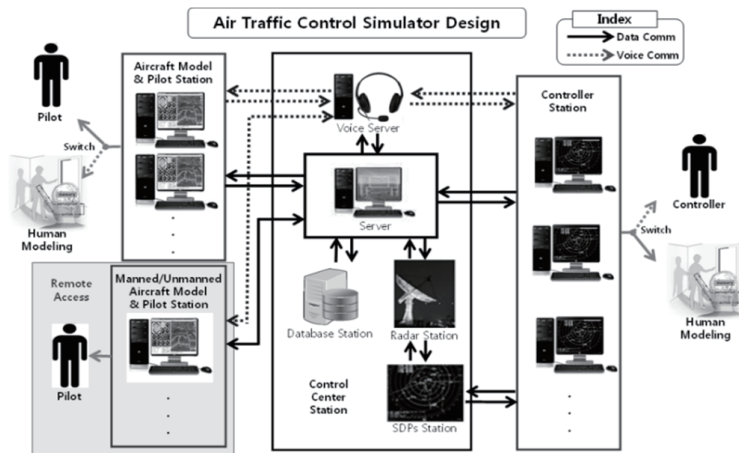 Air Traffic Control Simulator Design
Index
Data Comm
Voice Comm
Aircraft Model
& Pilot Station
Pilot
Switch
Human
Modeling
Voice Server
Server
Database Station
Radar Station
Control
Center
Station
SDPs Station
Controller
Station
Controller
Switch
Human
Modeling
Remote
Access
Manned/Unmanned
Aircraft Model
& Pilot Station
Pilot